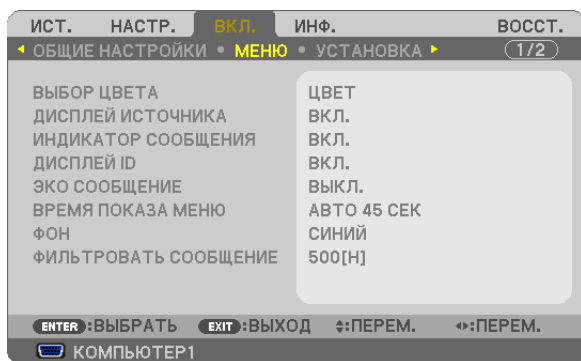 ИСТ. НАСТР. ВКЛ. ИНФ. ВОССТ.
ОБЩИЕ НАСТРОЙКИ • МЕНЮ • УСТАНОВКА 1/2
ВЫБОР ЦВЕТА ЦВЕТ
ДИСПЛЕЙ ИСТОЧНИКА ВКЛ.
ИНДИКАТОР СООБЩЕНИЯ ВКЛ.
ДИСПЛЕЙ ID ВКЛ.
ЭКО СООБЩЕНИЕ ВЫКЛ.
ВРЕМЯ ПОКАЗА МЕНЮ АВТО 45 СЕК
ФОН СИНИЙ
ФИЛЬТРОВАТЬ СООБЩЕНИЕ 500[H]
ENTER:ВЫБРАТЬ EXIT:ВЫХОД :ПЕРЕМ. :ПЕРЕМ.
КОМПЬЮТЕР1